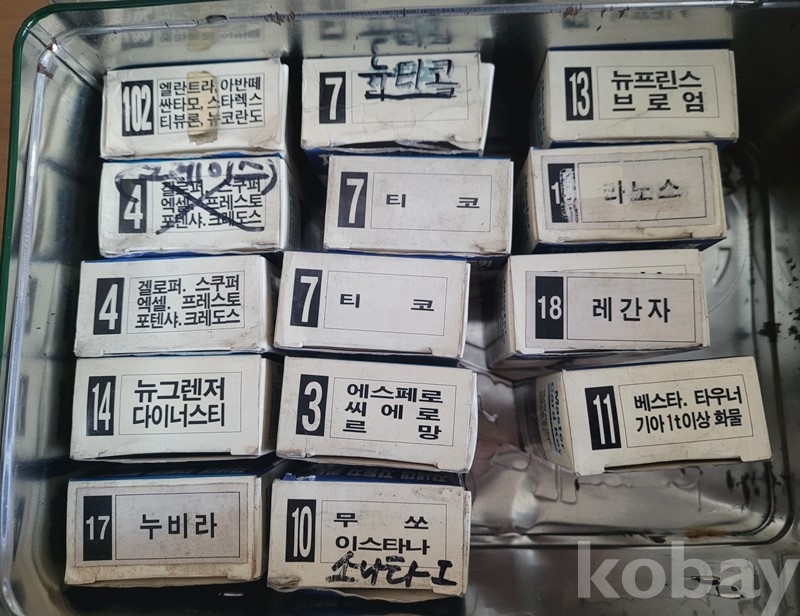 102
엘란트라, 아반떼
싼타모, 스타렉스
티뷰론, 뉴코란도
7
뉴티코
13
뉴프린스
브로엄
4
겔로퍼. 스쿠퍼
엑셀. 프레스토
포텐샤. 크레도스
7
티 코
라노스
4
겔로퍼. 스쿠퍼
엑셀. 프레스토
포텐샤. 크레도스
7
티 코
18
레간자
14
뉴그렌저
다이너스티
3
에스페로
씨에로
르 망
11
베스타. 타우너
기아1t이상 화물
17
누비라
10
무 쏘
이스타나
소나타I
kobay